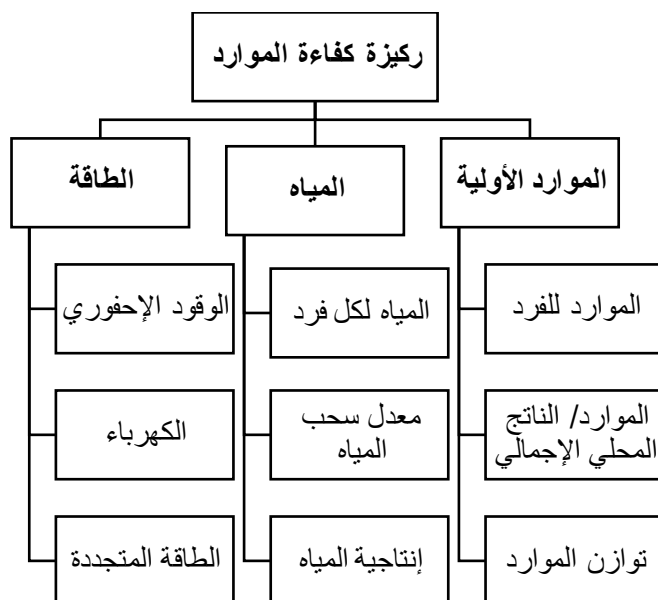 ركيزة كفاءة الموارد
الموارد الأولية
المياه
الطاقة
الموارد للفرد
المياه لكل فرد
الوقود الإحفوري
الموارد/ الناتج
المحلي الإجمالي
معدل سحب
المياه
الكهرباء
توازن الموارد
إنتاجية المياه
الطاقة المتجددة